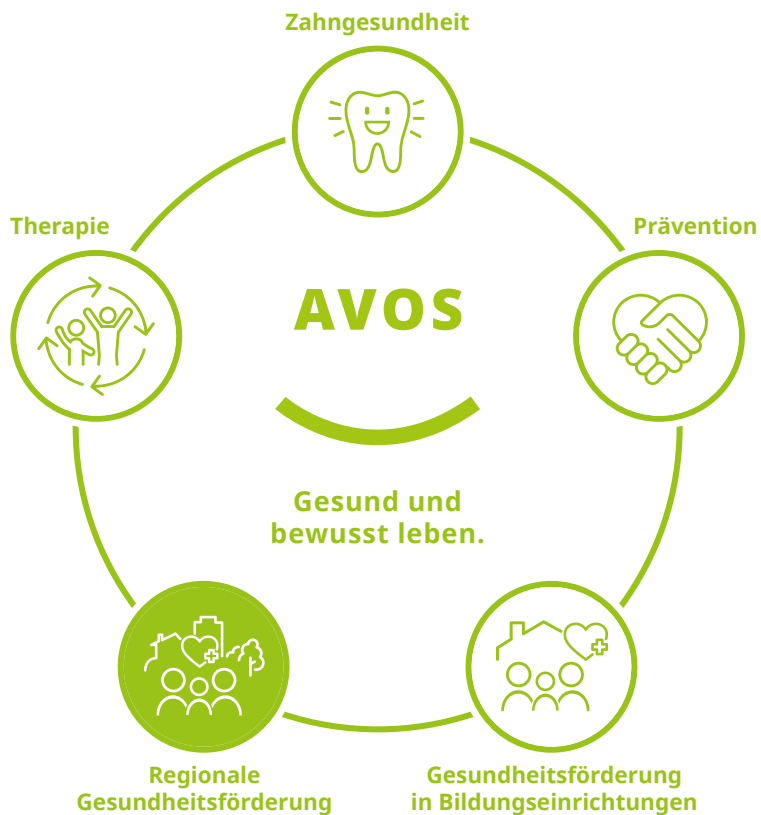 Zahngesundheit
Therapie
Prävention
AVOS
Gesund und
bewusst leben.
Regionale
Gesundheitsförderung
Gesundheitsförderung
in Bildungseinrichtungen